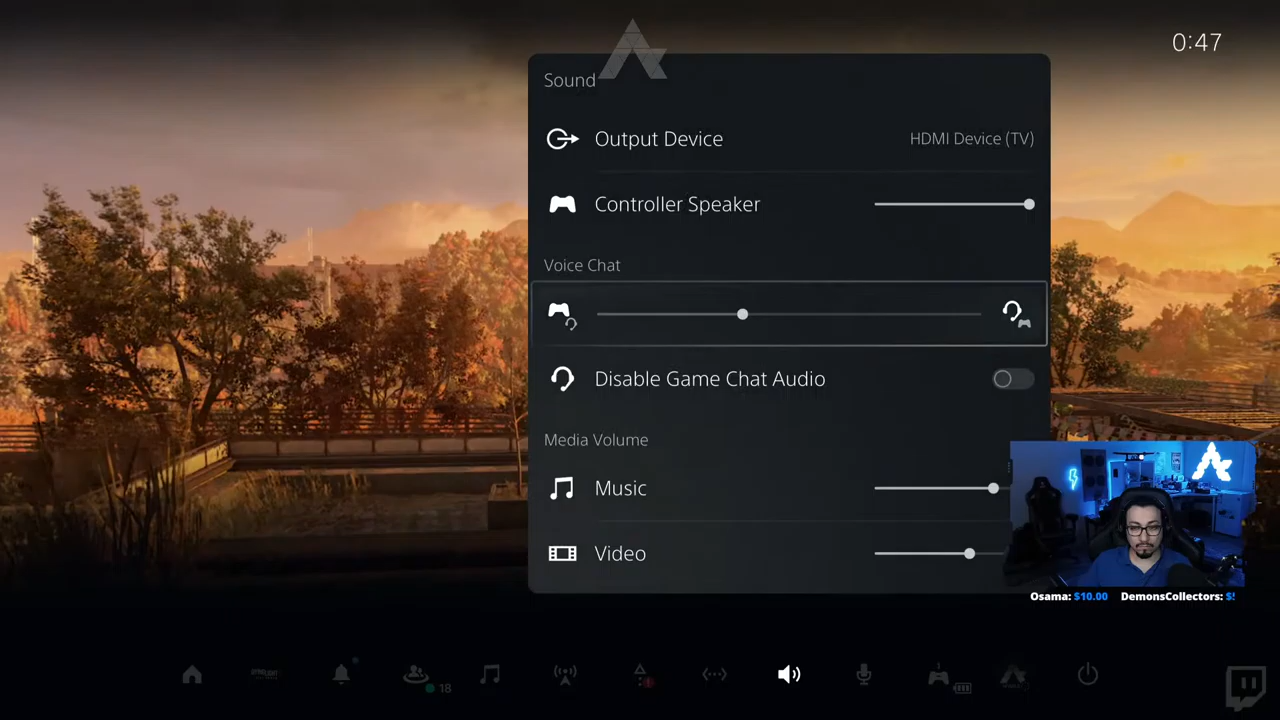 0:47
Sound
Output Device HDMI Device (TV)
Controller Speaker
Voice Chat
Disable Game Chat Audio
Media Volume
Music
Video
Osama: $10.00 DemonsCollectors:
18